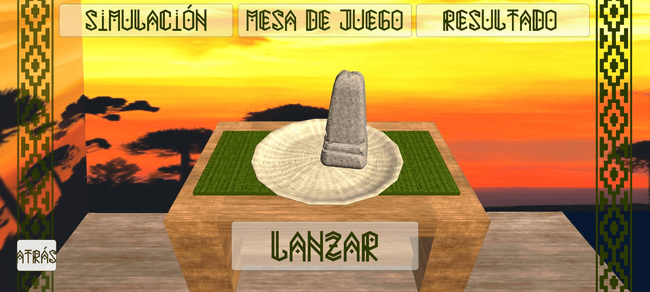 SIMULACIÓN
MESA DE JUEGO
RESULTADO
LANZAR
ATRÁS